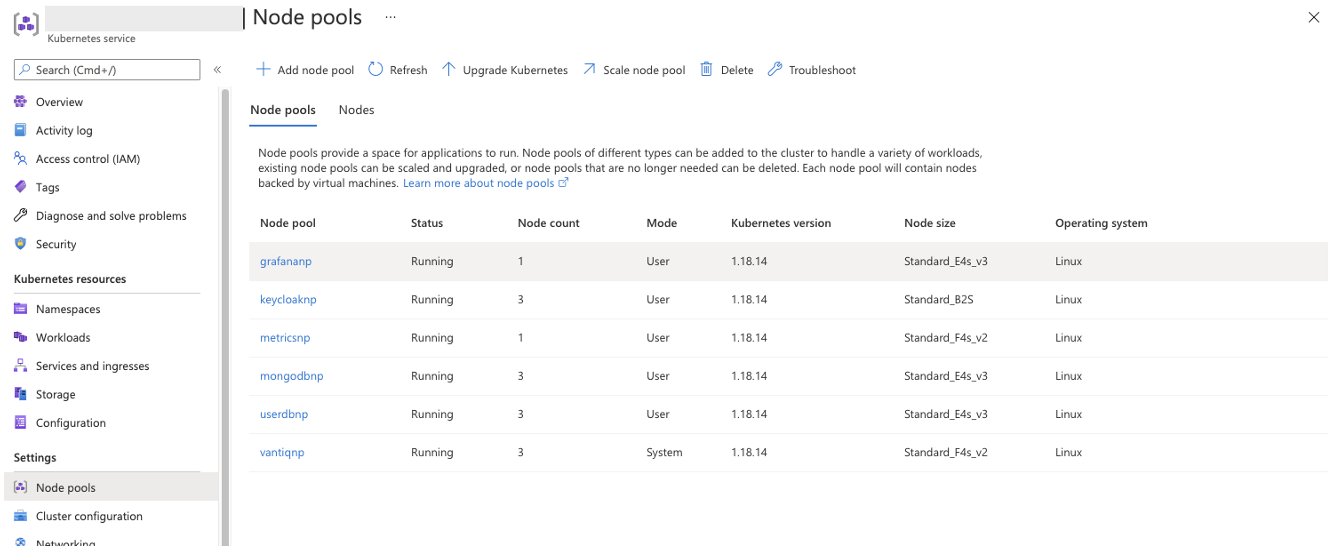 Node pools ...
Kubernetes service
Search (Cmd+/)
Overview
Activity log
Access control (IAM)
Tags
Diagnose and solve problems
Security
Kubernetes resources
Namespaces
Workloads
Services and ingresses
Storage
Configuration
Settings
Node pools
Cluster configuration
Networking
Add node pool Refresh Upgrade Kubernetes Scale node pool Delete Troubleshoot
Node pools Nodes
Node pools provide a space for applications to run. Node pools of different types can be added to the cluster to handle a variety of workloads,
existing node pools can be scaled and upgraded, or node pools that are no longer needed can be deleted. Each node pool will contain nodes
backed by virtual machines. Learn more about node pools
Node pool Status Node count Mode Kubernetes version Node size Operating system
grafananp Running 1 User 1.18.14 Standard_E4s_v3 Linux
keycloaknp Running 3 User 1.18.14 Standard_B2S Linux
metricsnp Running 1 User 1.18.14 Standard_F4s_v2 Linux
mongodbnp Running 3 User 1.18.14 Standard_E4s_v3 Linux
userdbnp Running 3 User 1.18.14 Standard_E4s_v3 Linux
vantiqnp Running 3 System 1.18.14 Standard_F4s_v2 Linux